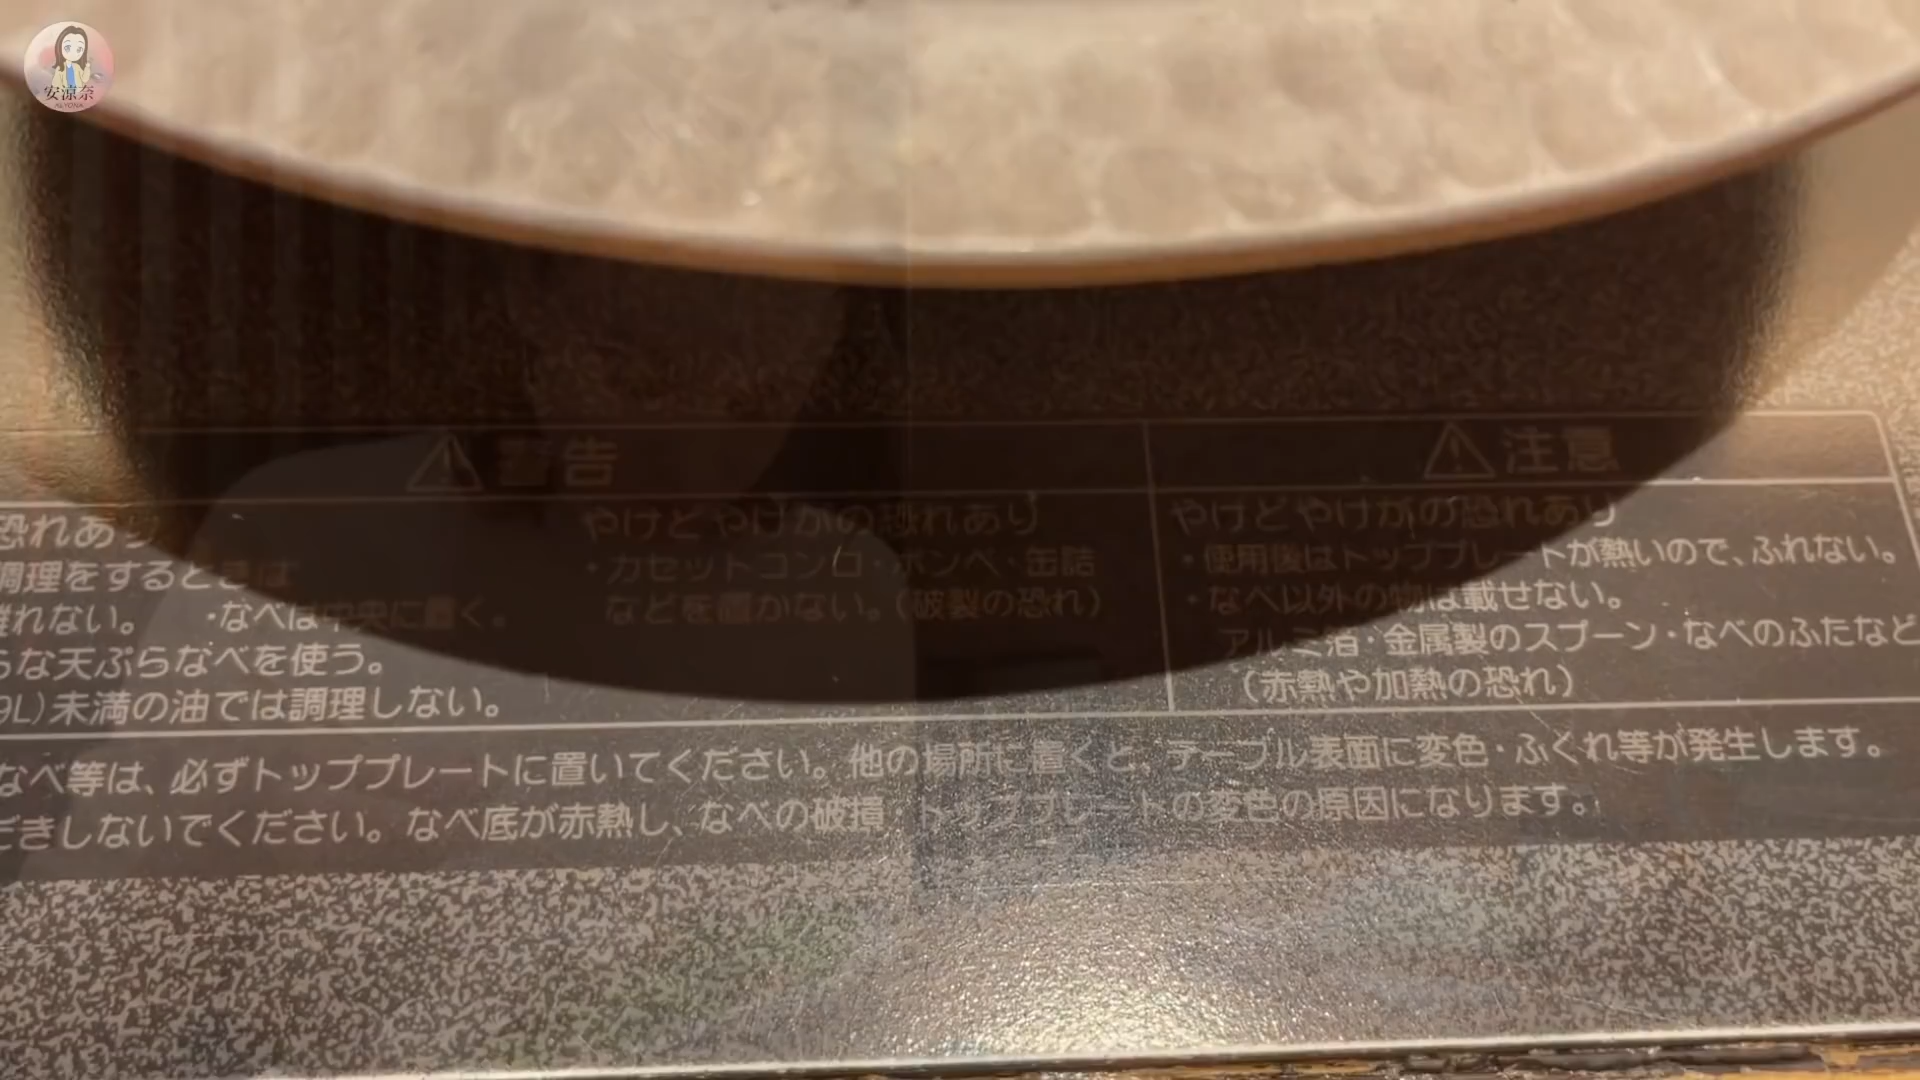 安涼奈
ALYONA
警告
注意
恐れあり
調理をするときは
離れない。 ・なべは中央に置く。
な天ぷらなべを使う。
9L)未満の油では調理しない。
やけどやけがの恐れあり
・カセットコンロ・ボンベ・缶詰
などを置かない。(破裂の恐れ)
やけどやけがの恐れあり
・使用後はトッププレートが熱いので、ふれない。
・なべ以外の物は載せない。
アルミ箔・金属製のスプーン・なべのふたなど
(赤熱や加熱の恐れ)
なべ等は、必ずトッププレートに置いてください。他の場所に置くと、テーブル表面に変色・ふくれ等が発生します。
だきしないでください。なべ底が赤熱し、なべの破損 トッププレートの変色の原因になります。